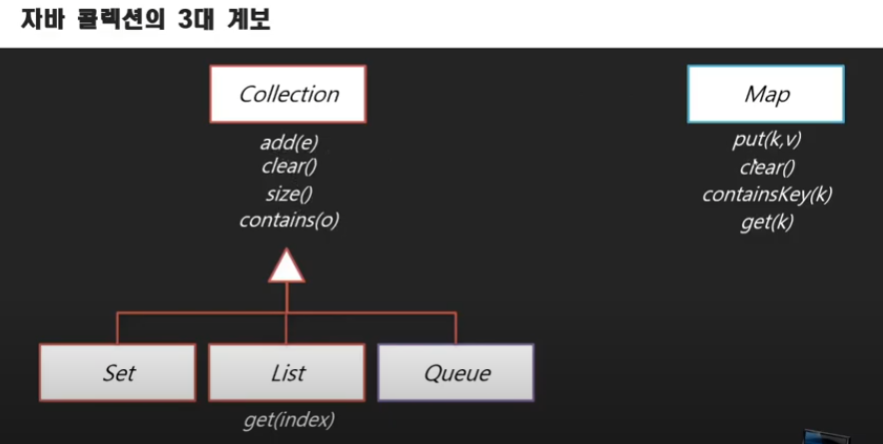 자바 콜렉션의 3대 계보
Collection
add(e)
clear()
size()
contains(o)
Map
put(k,v)
clear()
containsKey(k)
get(k)
Set
List
Queue
get(index)